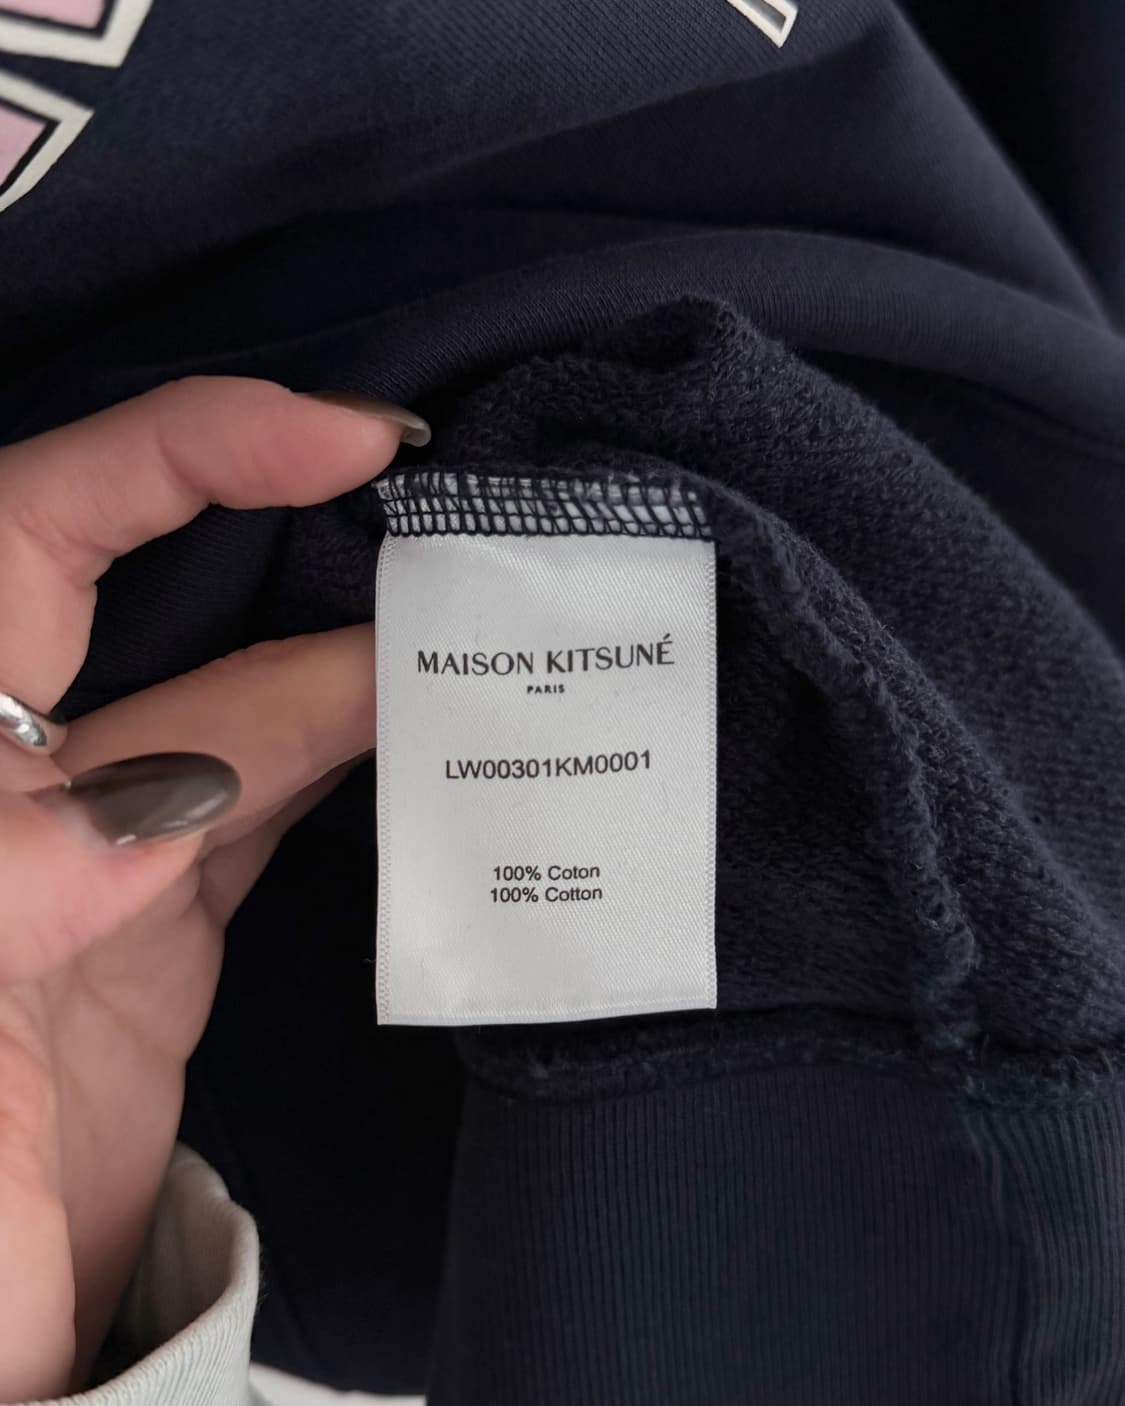 MAISON KITSUNÉ
PARIS
LW00301KM0001
100% Coton
100% Cotton